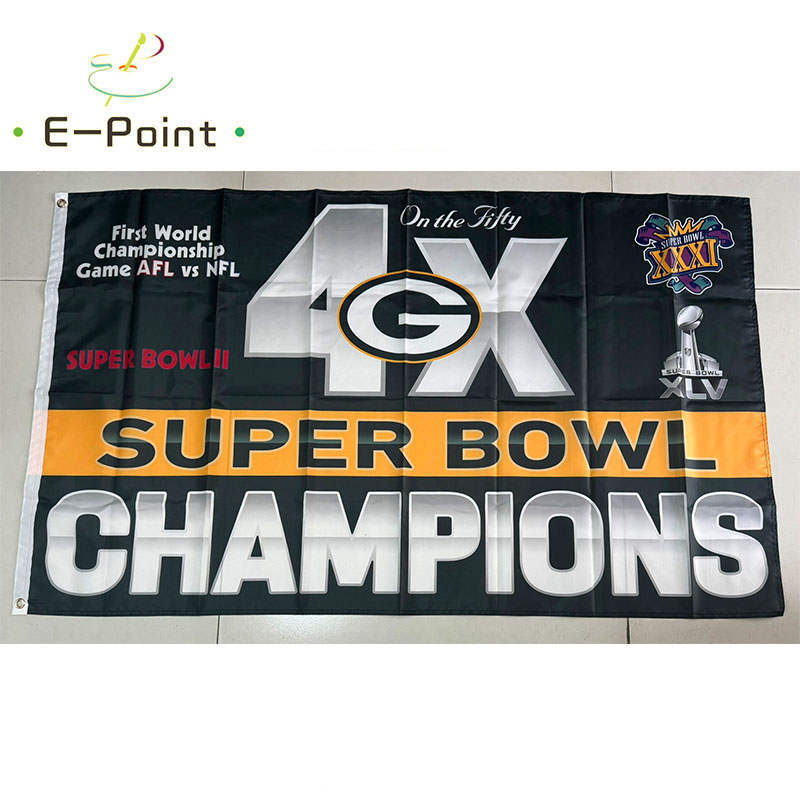 E-Point
First World
Championship
Game AFL vs NFL
SUPER BOWL II
On the Fifty
4X
G
SUPER BOWL
XXXI
SUPER BOWL
XLV
SUPER BOWL
CHAMPIONS